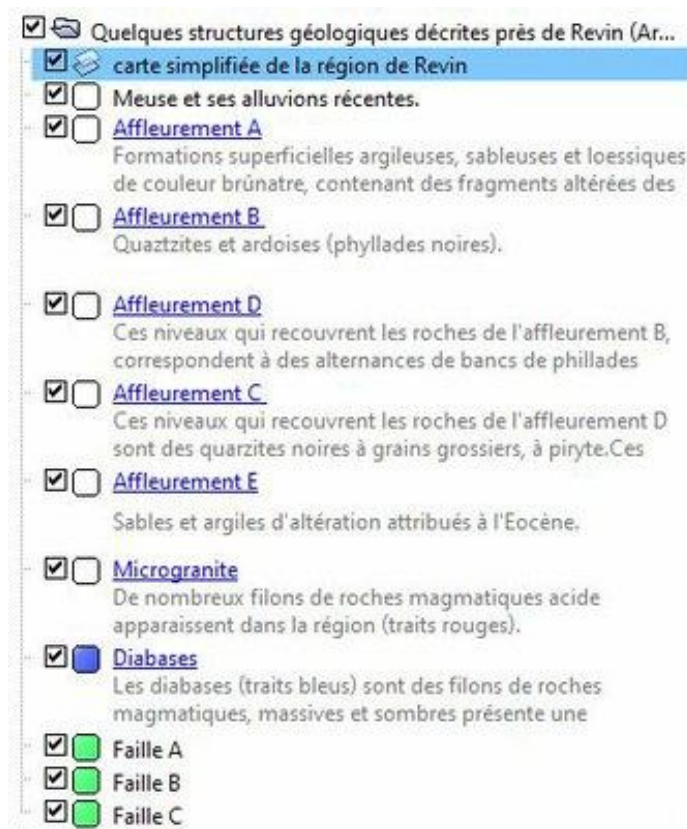 Quelques structures géologiques décrites près de Revin (Ar...
carte simplifiée de la région de Revin
Meuse et ses alluvions récentes.
Affleurement A
Formations superficielles argileuses, sableuses et loessiques
de couleur brûnatre, contenant des fragments altérées des
Affleurement B
Quaztzites et ardoises (phyllades noires).
Affleurement D
Ces niveaux qui recouvrent les roches de l'affleurement B,
correspondent à des alternances de bancs de phillades
Affleurement C
Ces niveaux qui recouvrent les roches de l'affleurement D
sont des quarzites noires à grains grossiers, à piryte.Ces
Affleurement E
Sables et argiles d'altération attribués à l'Eocène.
Microgranite
De nombreux filons de roches magmatiques acide
apparaissent dans la région (traits rouges).
Diabases
Les diabases (traits bleus) sont des filons de roches
magmatiques, massives et sombres présente une
Faille A
Faille B
Faille C